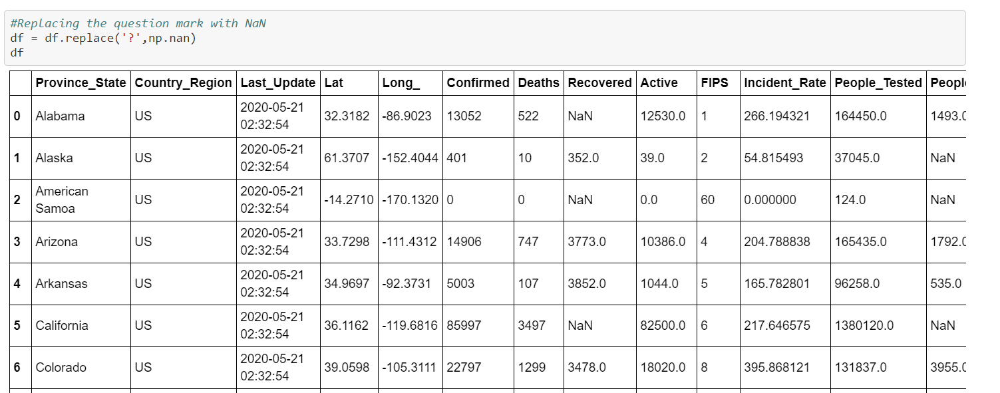 #Replacing the question mark with NaN
df = df.replace('?',np.nan)
df
Province_State Country_Region Last_Update Lat Long_ Confirmed Deaths Recovered Active FIPS Incident_Rate People_Tested
0 Alabama US 2020-05-21 02:32:54 32.3182 -86.9023 13052 522 NaN 12530.0 1 266.194321 164450.0 1493.0
1 Alaska US 2020-05-21 02:32:54 61.3707 -152.4044 401 10 352.0 39.0 2 54.815493 37045.0 NaN
2 American Samoa US 2020-05-21 02:32:54 -14.2710 -170.1320 0 0 NaN 0.0 60 0.000000 124.0 NaN
3 Arizona US 2020-05-21 02:32:54 33.7298 -111.4312 14906 747 3773.0 10386.0 4 204.788838 165435.0 1792.0
4 Arkansas US 2020-05-21 02:32:54 34.9697 -92.3731 5003 107 3852.0 1044.0 5 165.782801 96258.0 535.0
5 California US 2020-05-21 02:32:54 36.1162 -119.6816 85997 3497 NaN 82500.0 6 217.646575 1380120.0 NaN
6 Colorado US 2020-05-21 02:32:54 39.0598 -105.3111 22797 1299 3478.0 18020.0 8 395.868121 131837.0 3955.0